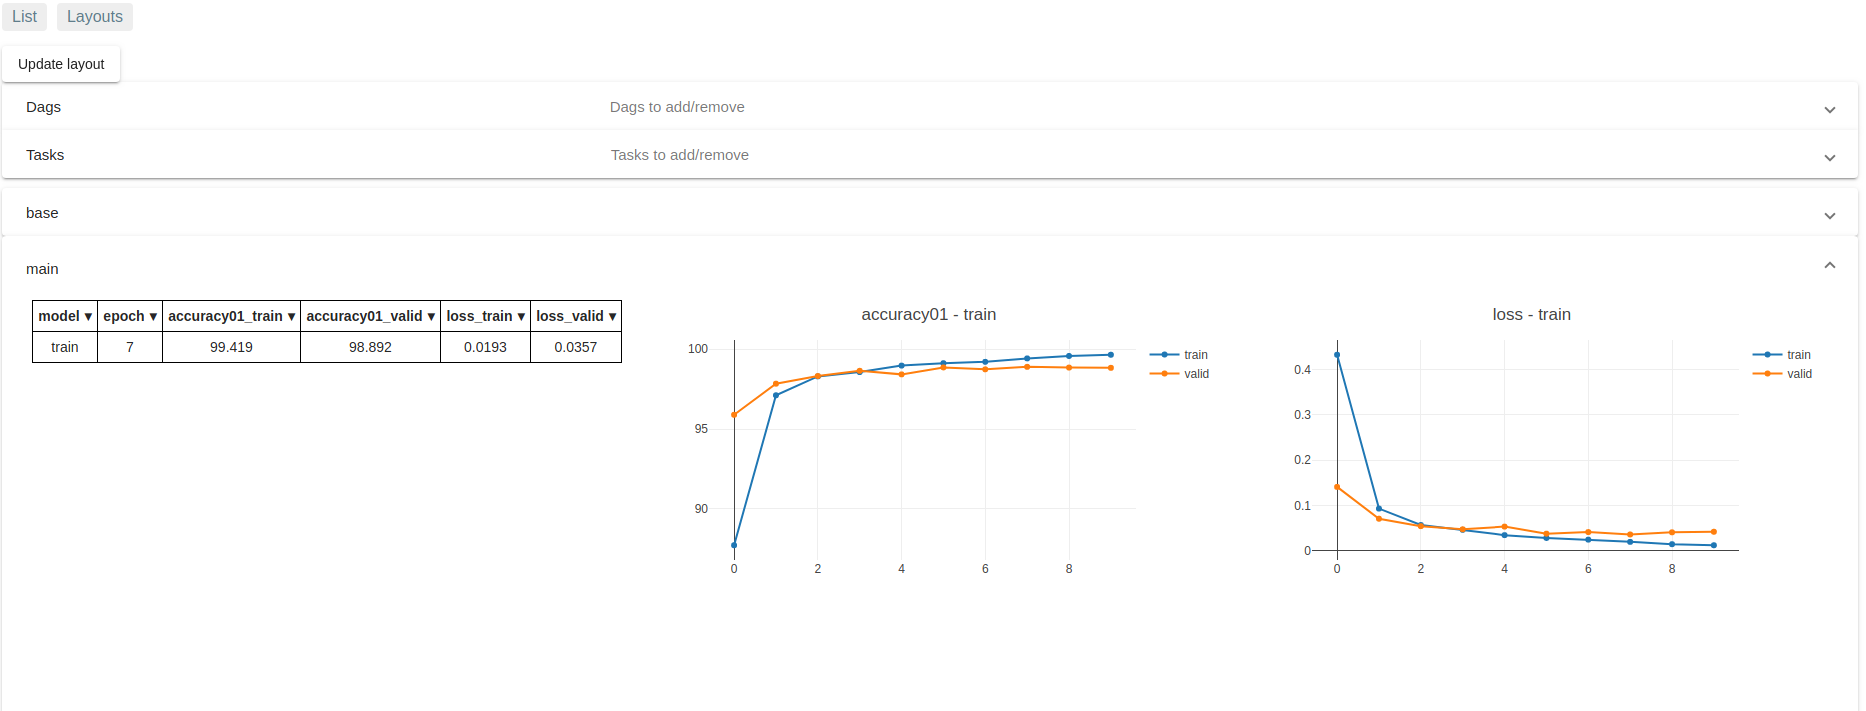 List Layouts
Update layout
Dags Dags to add/remove
Tasks Tasks to add/remove
base
main
model ▾ epoch ▾ accuracy01_train ▾ accuracy01_valid ▾ loss_train ▾ loss_valid ▾
train 7 99.419 98.892 0.0193 0.0357
accuracy01 - train
100
95
90
0 2 4 6 8
train
valid
loss - train
0.4
0.3
0.2
0.1
0
0 2 4 6 8
train
valid